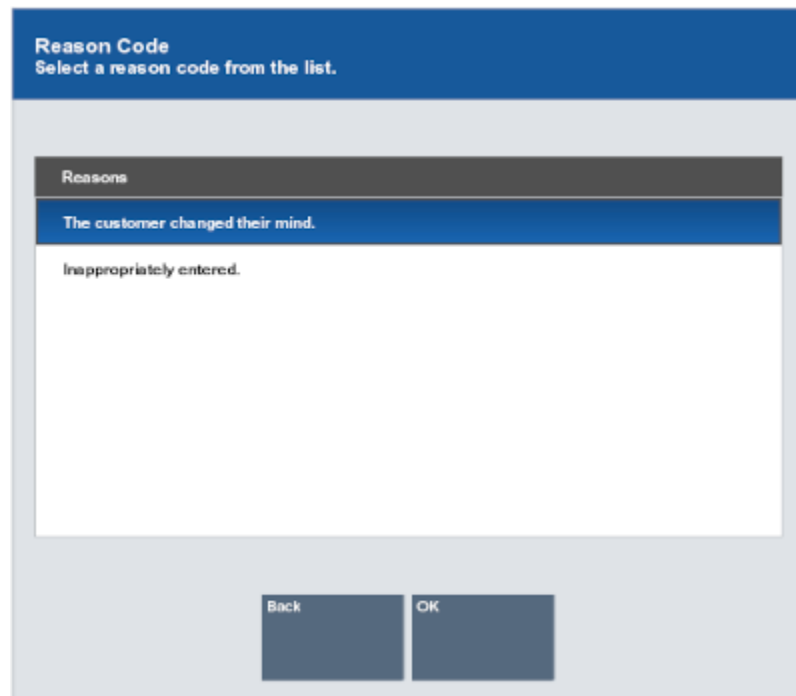 Reason Code
Select a reason code from the list.
Reasons
The customer changed their mind.
Inappropriately entered.
Back
OK